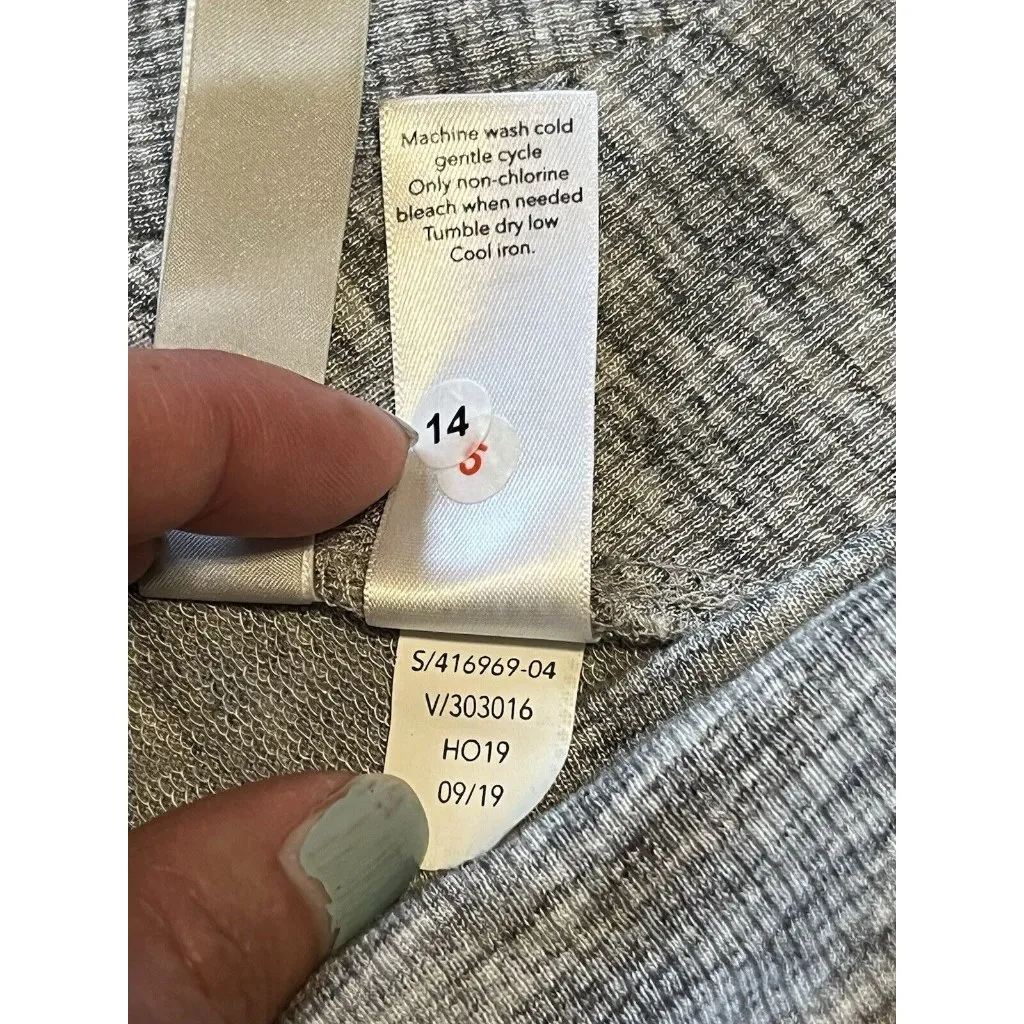 Machine wash cold
gentle cycle
Only non-chlorine
bleach when needed
Tumble dry low
Cool iron.
14
S/416969-04
V/303016
HO19
09/19